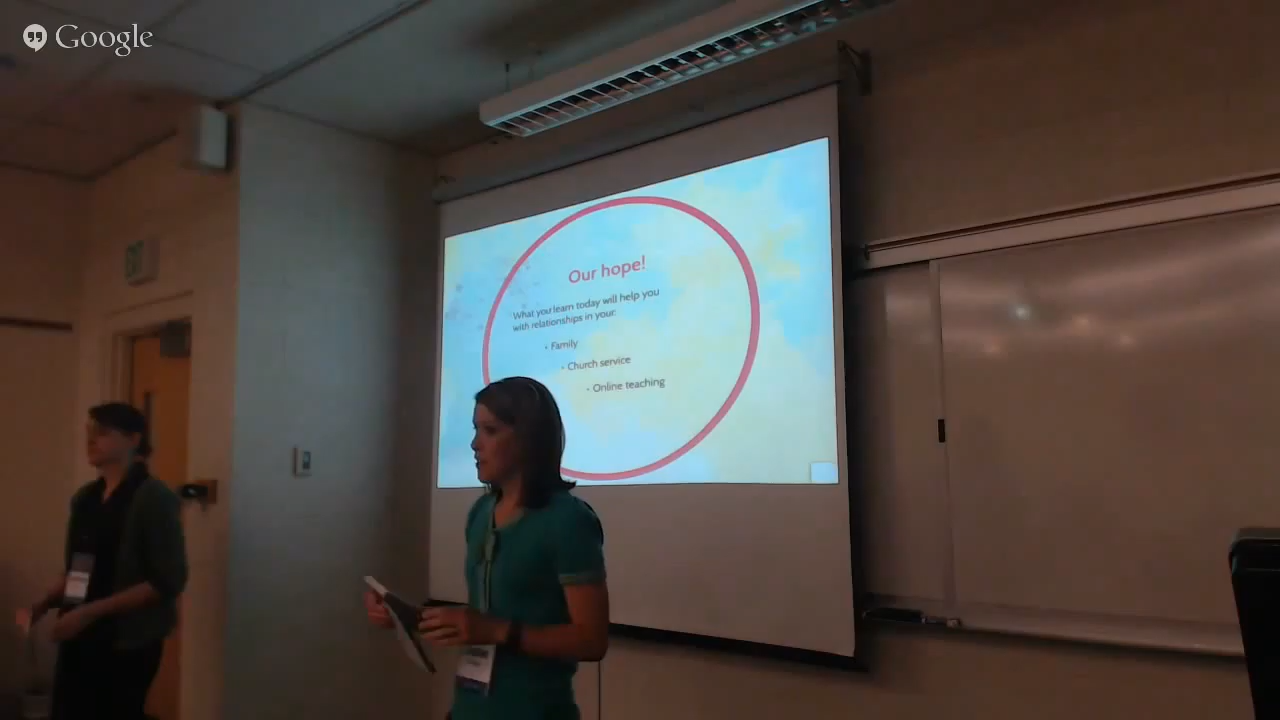 Google
Our hope!
What you learn today will help you
with relationships in your:
- Family
- Church service
- Online teaching